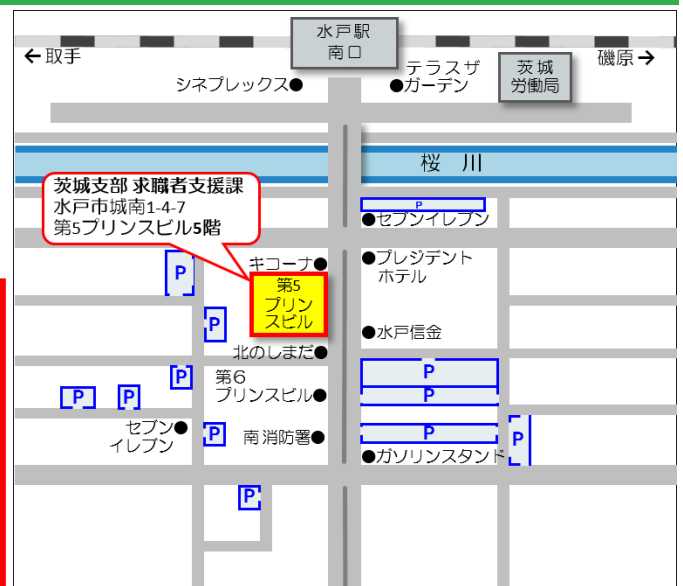 水戸駅
南口
←取手
磯原→
テラスザ
●ガーデン
茨城
労働局
シネプレックス●
桜 川
茨城支部 求職者支援課
水戸市城南1-4-7
第5プリンスビル5階
P
●セブンイレブン
キコーナ●
●プレジデント
ホテル
P
第5
プリン
スビル
P
●水戸信金
北のしまだ●
P
第6
プリンスビル●
P
P
P
P
セブン●
イレブン
P
南消防署●
P
P
●ガソリンスタンド
P